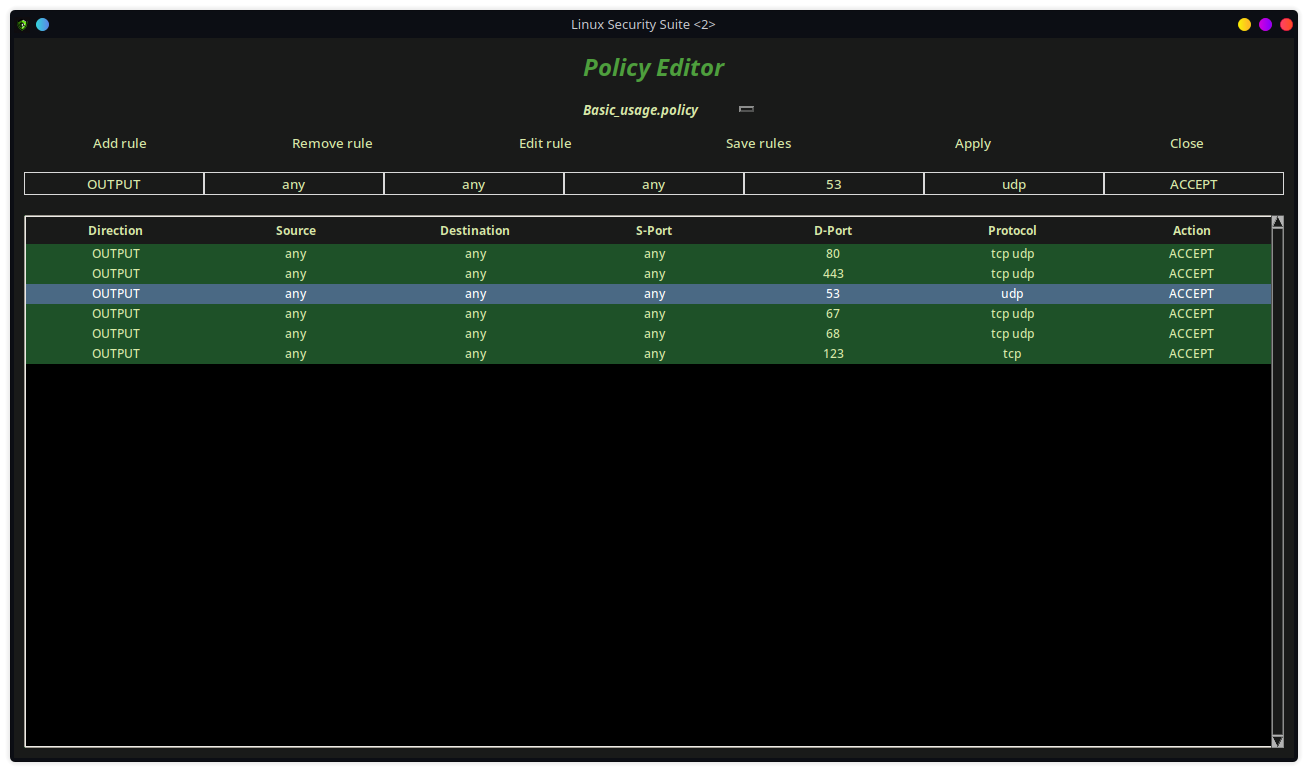 Linux Security Suite <2>
Policy Editor
Basic_usage.policy
Add rule Remove rule Edit rule Save rules Apply Close
OUTPUT any any any 53 udp ACCEPT
Direction Source Destination S-Port D-Port Protocol Action
OUTPUT any any any 80 tcp udp ACCEPT
OUTPUT any any any 443 tcp udp ACCEPT
OUTPUT any any any 53 udp ACCEPT
OUTPUT any any any 67 tcp udp ACCEPT
OUTPUT any any any 68 tcp udp ACCEPT
OUTPUT any any any 123 tcp ACCEPT